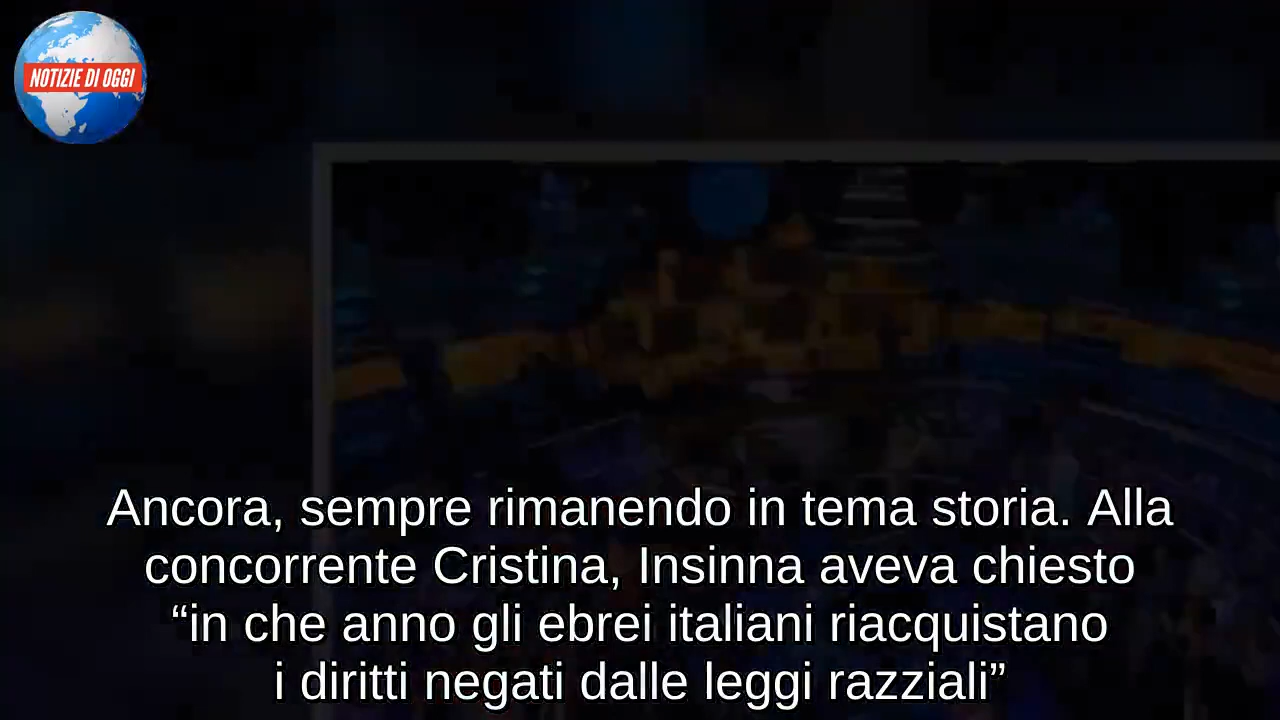 NOTIZIE DI OGGI
Ancora, sempre rimanendo in tema storia. Alla
concorrente Cristina, Insinna aveva chiesto
“in che anno gli ebrei italiani riacquistano
i diritti negati dalle leggi razziali”